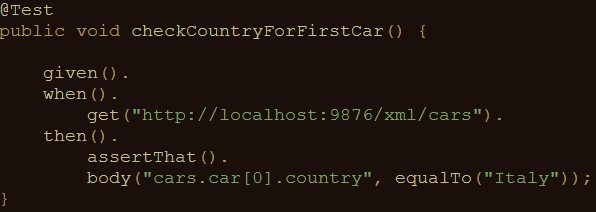 @Test
public void checkCountryForFirstCar() {
given().
when().
get("http://localhost:9876/xml/cars").
then().
assertThat().
body("cars.car[0].country", equalTo("Italy"));
}